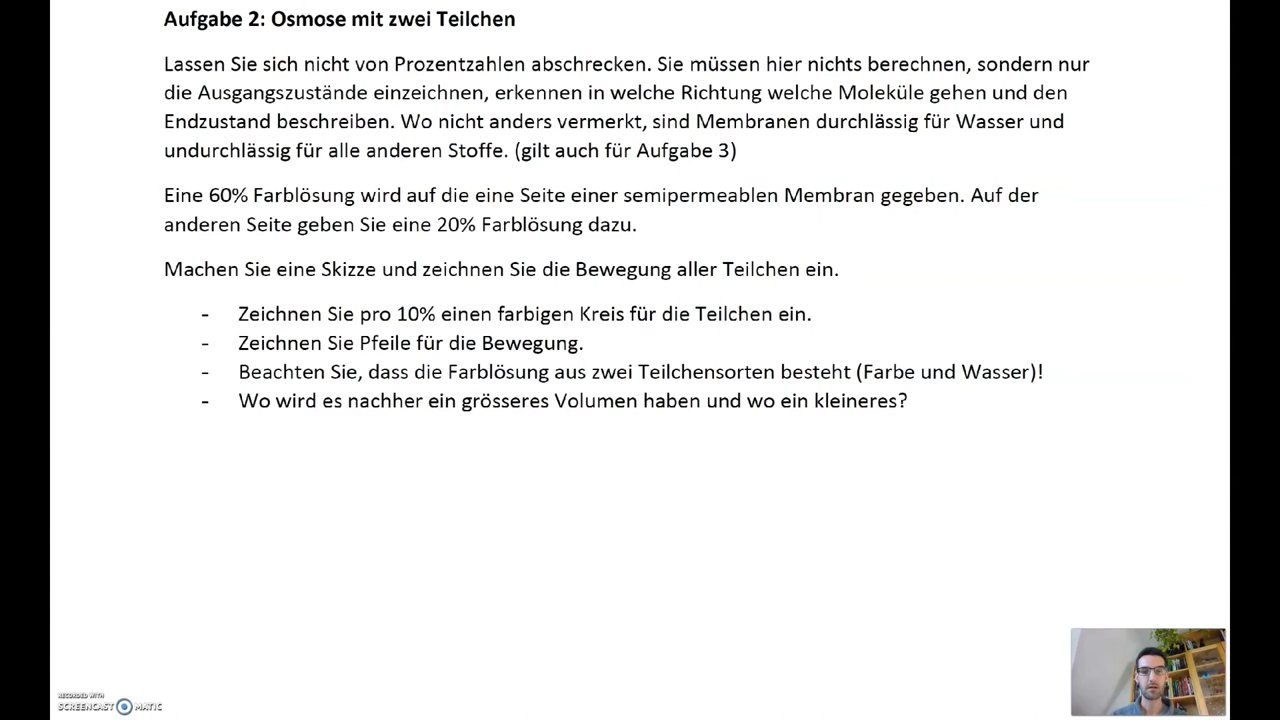 Aufgabe 2: Osmose mit zwei Teilchen
Lassen Sie sich nicht von Prozentzahlen abschrecken. Sie müssen hier nichts berechnen, sondern nur
die Ausgangszustände einzeichnen, erkennen in welche Richtung welche Moleküle gehen und den
Endzustand beschreiben. Wo nicht anders vermerkt, sind Membranen durchlässig für Wasser und
undurchlässig für alle anderen Stoffe. (gilt auch für Aufgabe 3)
Eine 60% Farblösung wird auf die eine Seite einer semipermeablen Membran gegeben. Auf der
anderen Seite geben Sie eine 20% Farblösung dazu.
Machen Sie eine Skizze und zeichnen Sie die Bewegung aller Teilchen ein.
- Zeichnen Sie pro 10% einen farbigen Kreis für die Teilchen ein.
- Zeichnen Sie Pfeile für die Bewegung.
- Beachten Sie, dass die Farblösung aus zwei Teilchensorten besteht (Farbe und Wasser)!
- Wo wird es nachher ein grösseres Volumen haben und wo ein kleineres?
RECORDED WITH
SCREENCAST MATIC